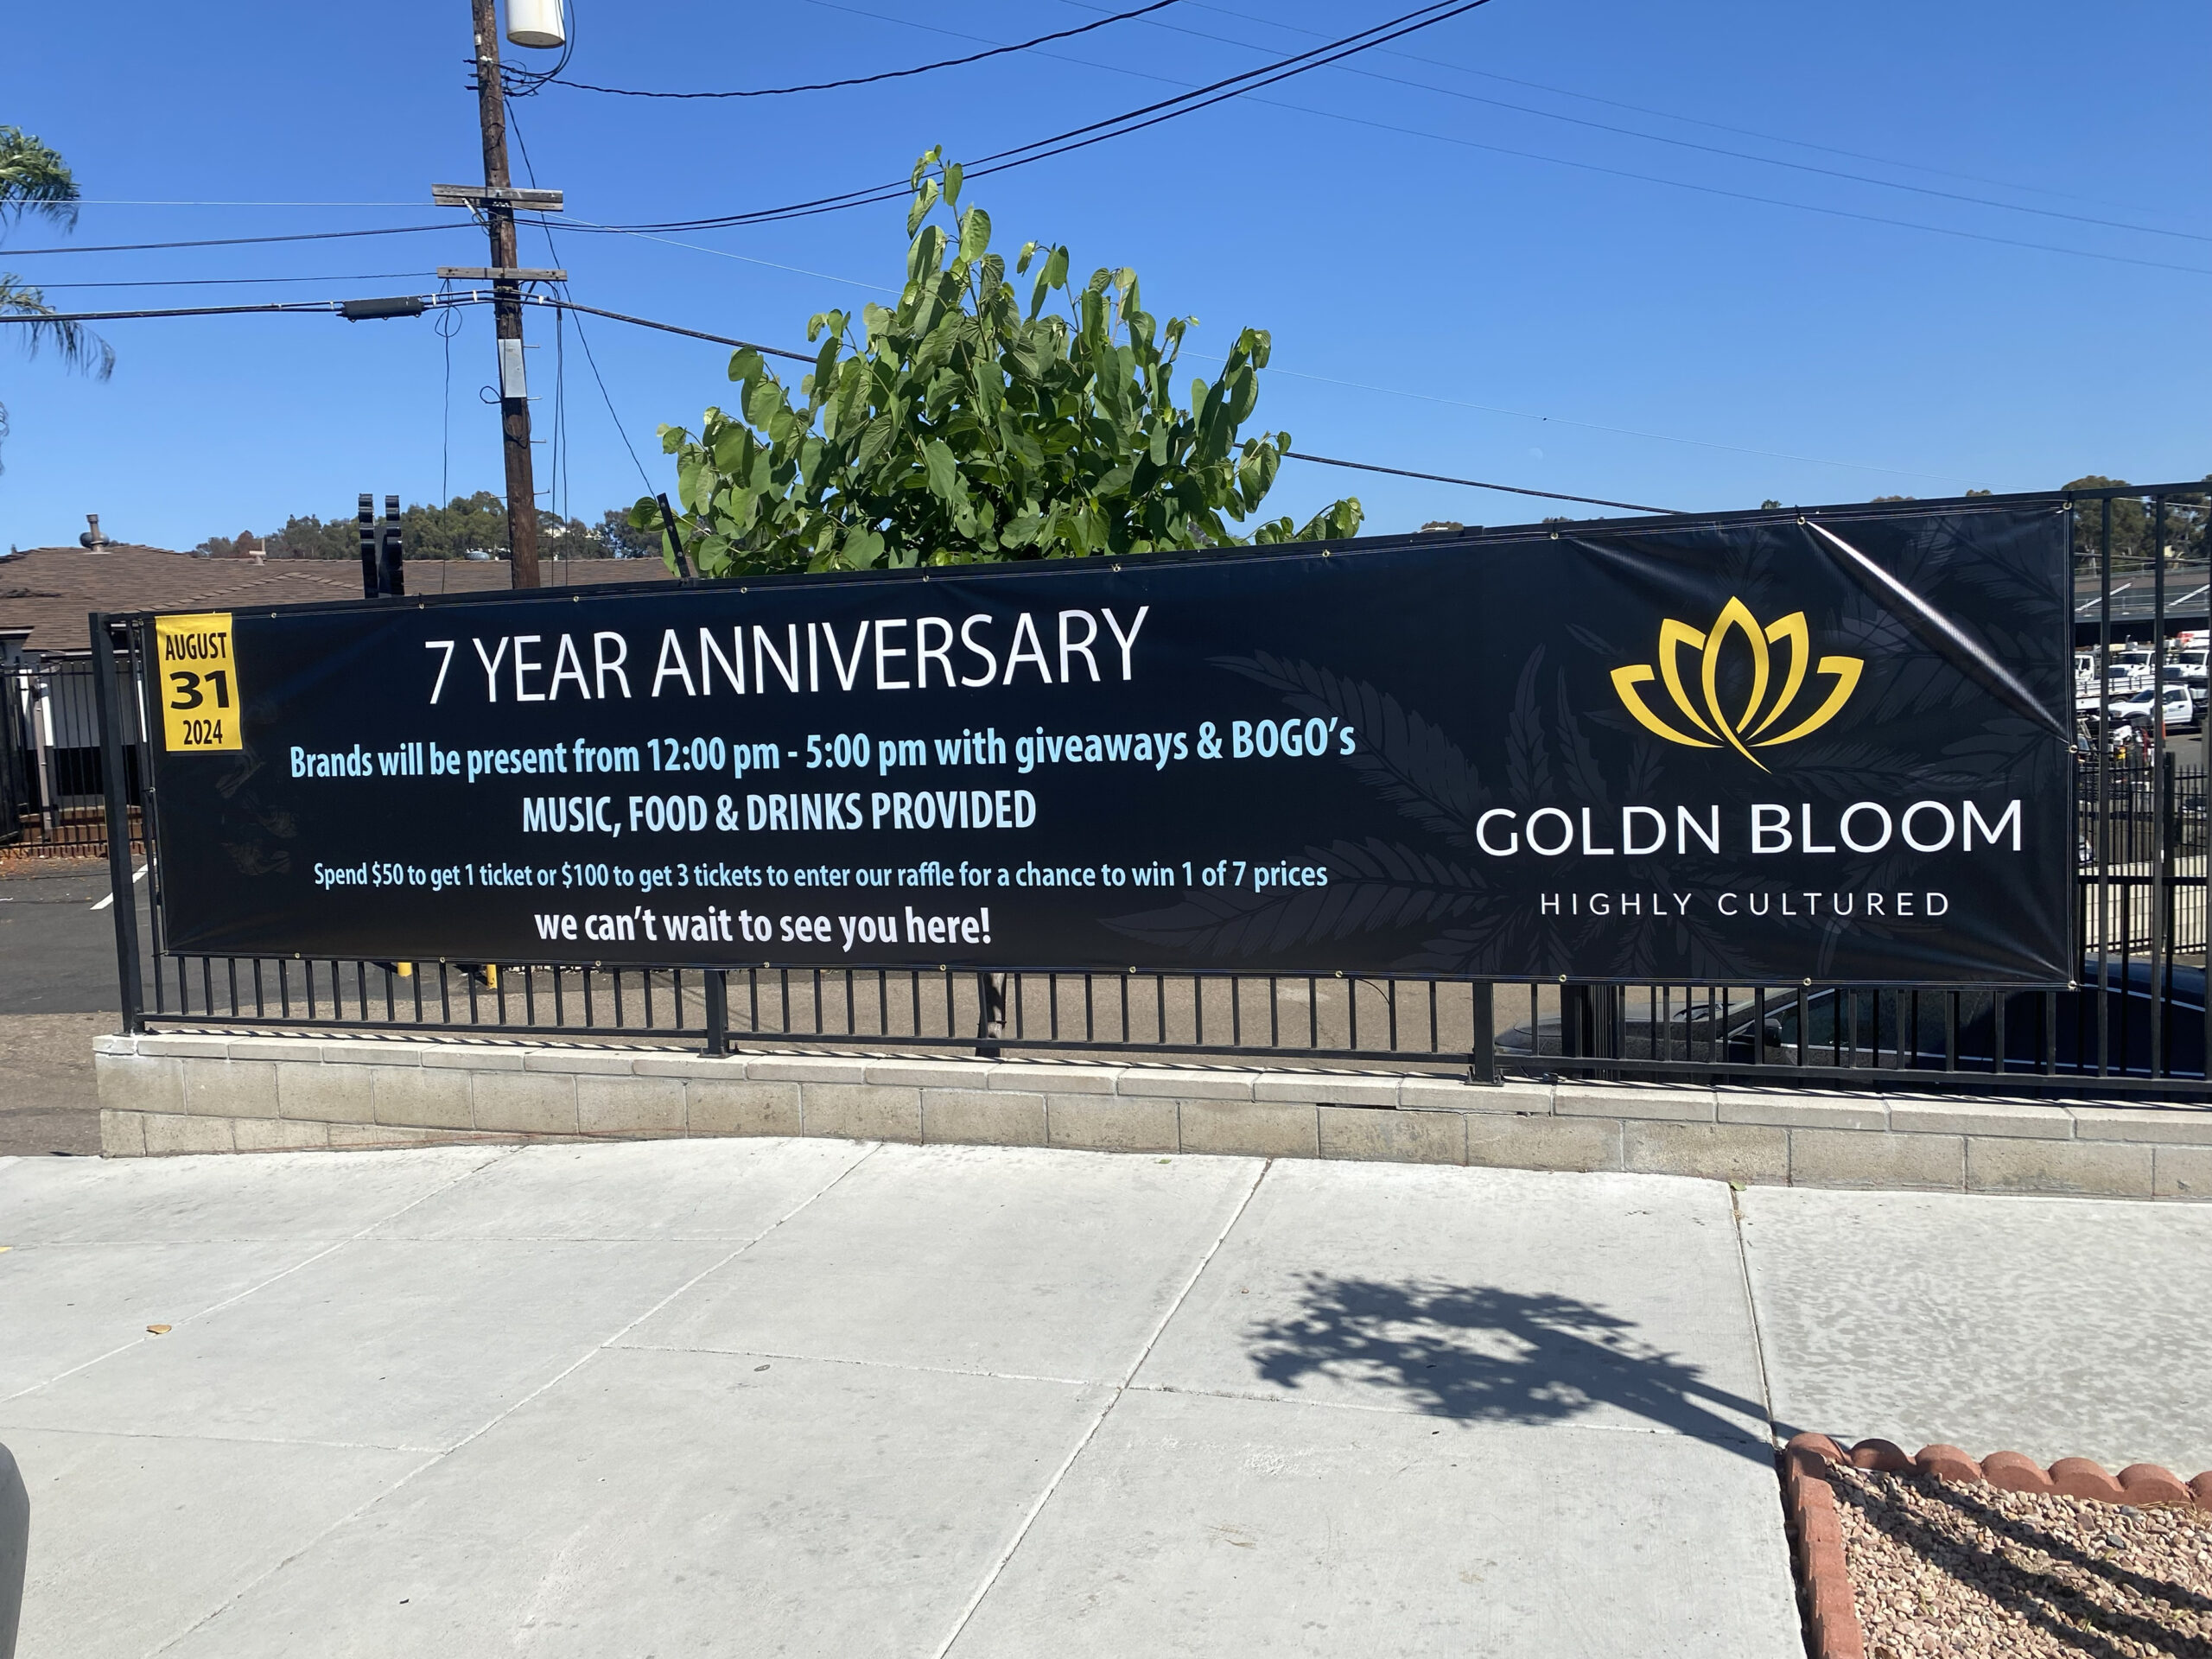 AUGUST
31
2024
7 YEAR ANNIVERSARY
Brands will be present from 12:00 pm - 5:00 pm with giveaways & BOGO's
MUSIC, FOOD & DRINKS PROVIDED
Spend $50 to get 1 ticket or $100 to get 3 tickets to enter our raffle for a chance to win 1 of 7 prices
we can't wait to see you here!
GOLDN BLOOM
HIGHLY CULTURED